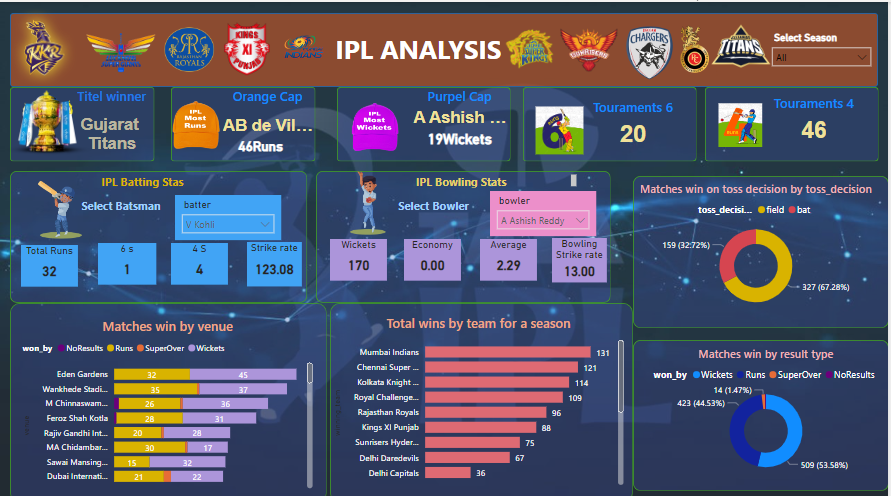 KKR
RAJASTHAN
ROYALS
KINGS
XI
PUNJAB
INDIANS
IPL ANALYSIS
SUNRISERS
CHARGERS
TITANS
Select Season
All
Titel winner
Gujarat
Titans
IPL
Most
Runs
Orange Cap
AB de Vil...
46Runs
IPL
Most
Wickets
Purpel Cap
A Ashish ...
19Wickets
Touraments 6
20
Touraments 4
46
IPL Batting Stas
Select Batsman
batter
V Kohli
Total Runs
32
6 s
1
4 S
4
Strike rate
123.08
IPL Bowling Stats
Select Bowler
bowler
A Ashish Reddy
Wickets
170
Economy
0.00
Average
2.29
Bowling
Strike rate
13.00
Matches win on toss decision by toss_decision
toss_decisi... field bat
159 (32.72%)
327 (67.28%)
Matches win by venue
won_by NoResults Runs SuperOver Wickets
Eden Gardens 32 45
Wankhede Stadi... 35 37
M Chinnaswam... 26 36
Feroz Shah Kotla 28 31
Rajiv Gandhi Int... 20 28
MA Chidambar... 30 17
Sawai Mansing... 15 32
Dubai Internati... 21 22
Total wins by team for a season
Mumbai Indians 131
Chennai Super ... 121
Kolkata Knight ... 114
Royal Challenge... 109
Rajasthan Royals 96
Kings XI Punjab 88
Sunrisers Hyder... 75
Delhi Daredevils 67
Delhi Capitals 36
Matches win by result type
won_by Wickets Runs SuperOver NoResults
14 (1.47%)
423 (44.53%)
509 (53.58%)